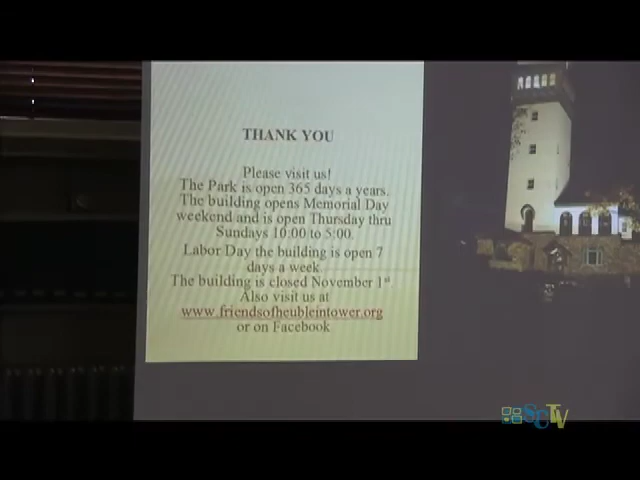 THANK YOU
Please visit us!
The Park is open 365 days a years.
The building opens Memorial Day
weekend and is open Thursday thru
Sundays 10:00 to 5:00.
Labor Day the building is open 7
days a week.
The building is closed November 1st.
Also visit us at
www.friendsofheubleintower.org
or on Facebook
SCTV